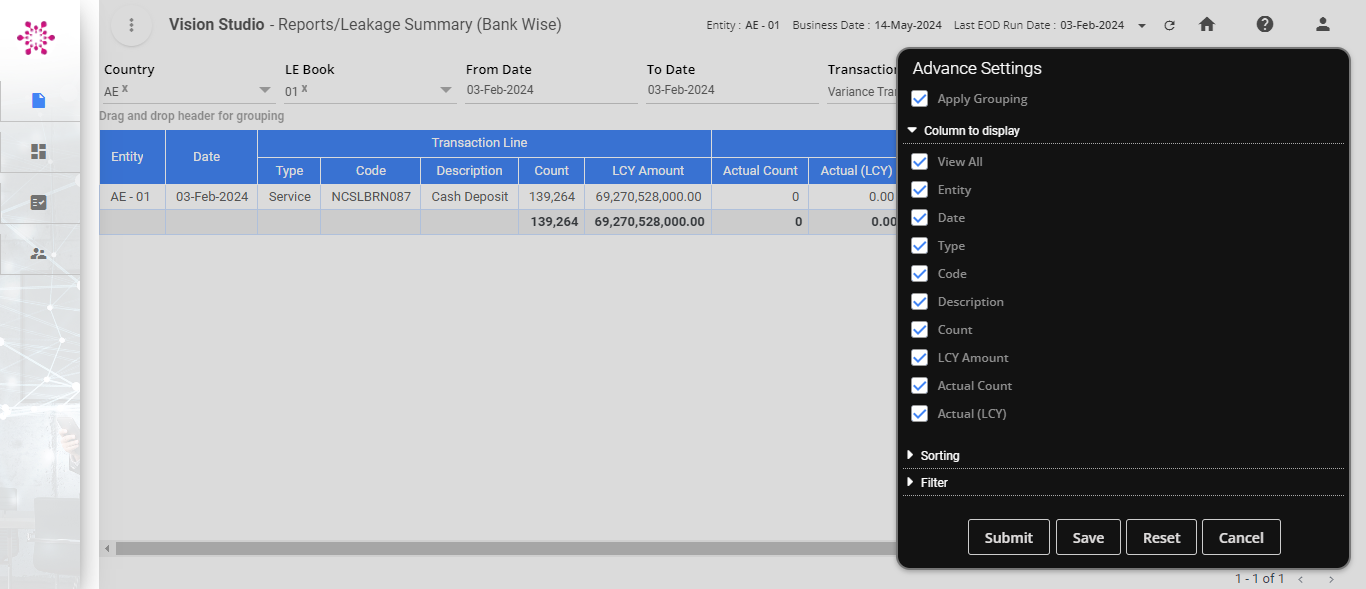 Vision Studio - Reports/Leakage Summary (Bank Wise)
Entity : AE - 01 Business Date : 14-May-2024 Last EOD Run Date : 03-Feb-2024
Country LE Book From Date To Date
AE x 01 x 03-Feb-2024 03-Feb-2024 Variance
Drag and drop header for grouping
Entity Date Transaction Line
Type Code Description Count LCY Amount Actual Count Actual (LCY)
AE - 01 03-Feb-2024 Service NCSLBRN087 Cash Deposit 139,264 69,270,528,000.00 0 0.00
139,264 69,270,528,000.00 0 0.00
Advance Settings
Apply Grouping
Column to display
View All
Entity
Date
Type
Code
Description
Count
LCY Amount
Actual Count
Actual (LCY)
Sorting
Filter
Submit Save Reset Cancel
1 - 1 of 1